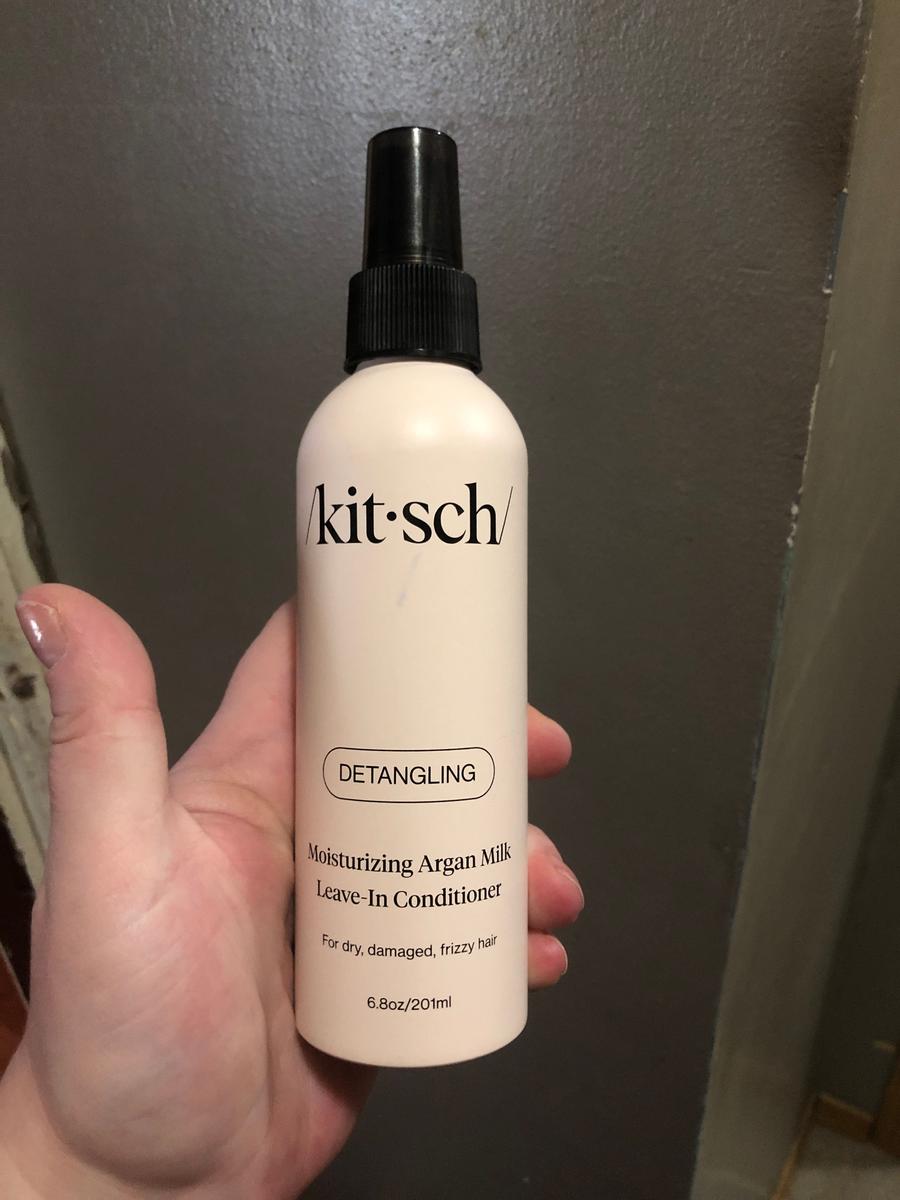 /kit·sch/
DETANGLING
Moisturizing Argan Milk
Leave-In Conditioner
For dry, damaged, frizzy hair
6.8oz/201ml